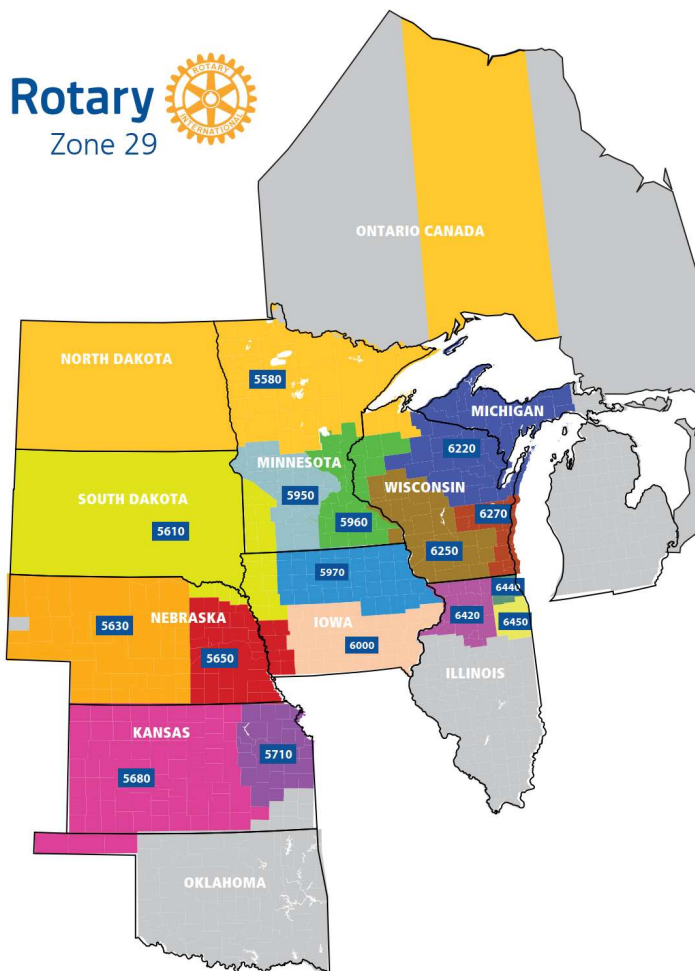 Rotary
ROTARY
INTERNATIONAL
Zone 29
ONTARIO CANADA
NORTH DAKOTA
5580
MICHIGAN
6220
MINNESOTA
WISCONSIN
5950
SOUTH DAKOTA
5610
5960
6270
6250
5970
6440
NEBRASKA
5630
5650
IOWA
6000
6420
6450
ILLINOIS
KANSAS
5680
5710
OKLAHOMA